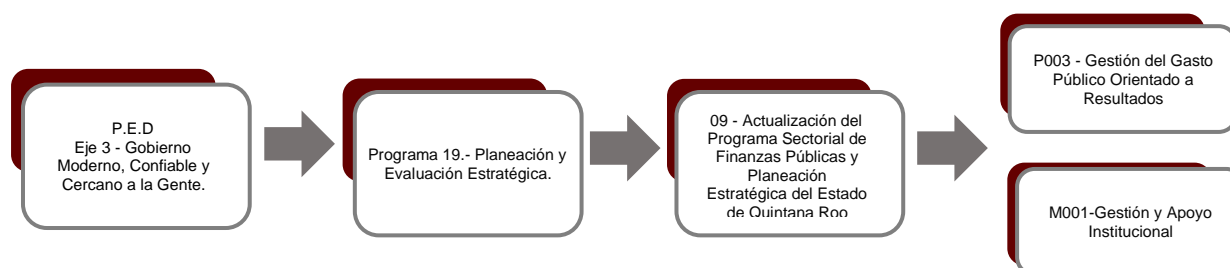 P.E.D
Eje 3 - Gobierno
Moderno, Confiable y
Cercano a la Gente.
Programa 19.- Planeación y
Evaluación Estratégica.
09 - Actualización del
Programa Sectorial de
Finanzas Públicas y
Planeación
Estratégica del Estado
de Quintana Roo
P003 - Gestión del Gasto
Público Orientado a
Resultados
M001-Gestión y Apoyo
Institucional